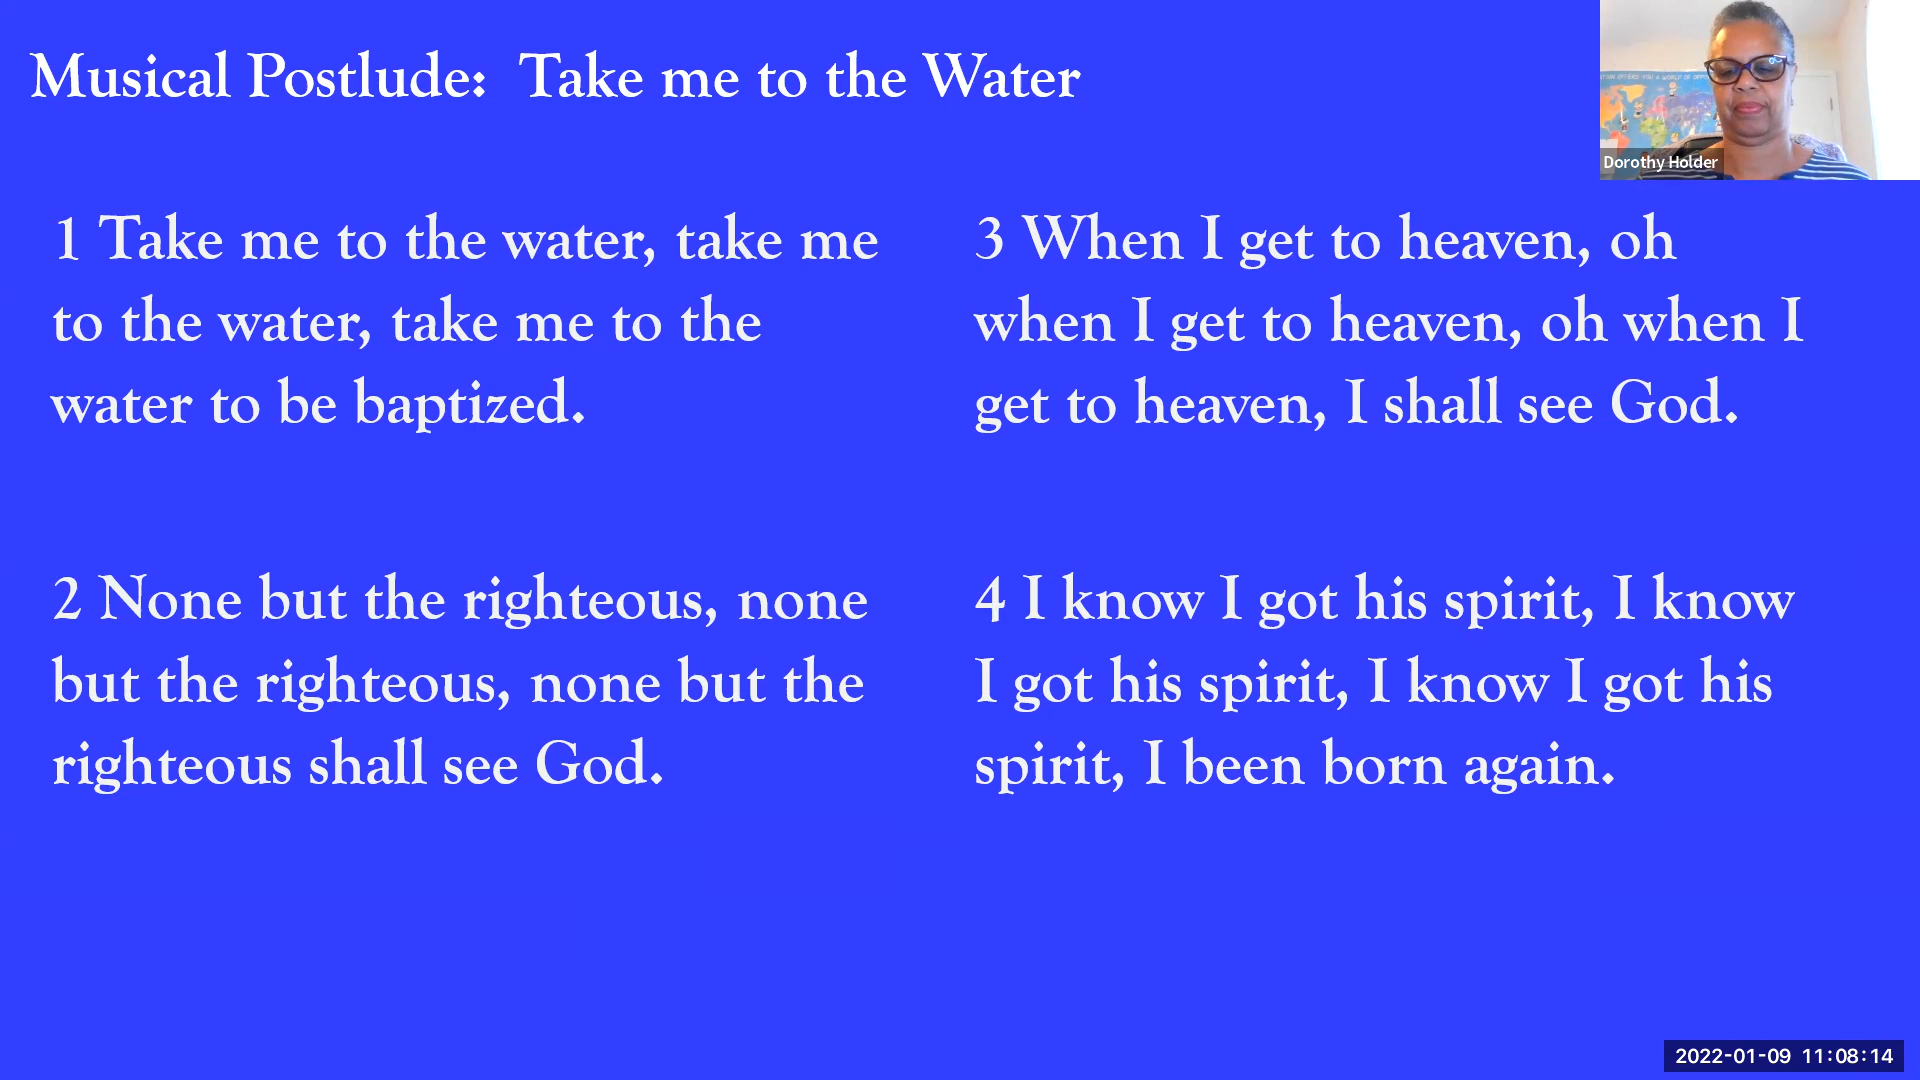 Musical Postlude: Take me to the Water
1 Take me to the water, take me
to the water, take me to the
water to be baptized.
2 None but the righteous, none
but the righteous, none but the
righteous shall see God.
3 When I get to heaven, oh
when I get to heaven, oh when I
get to heaven, I shall see God.
4 I know I got his spirit, I know
I got his spirit, I know I got his
spirit, I been born again.
OFFERS YOU A WORLD OF
Dorothy Holder
2022-01-09 11:08:14